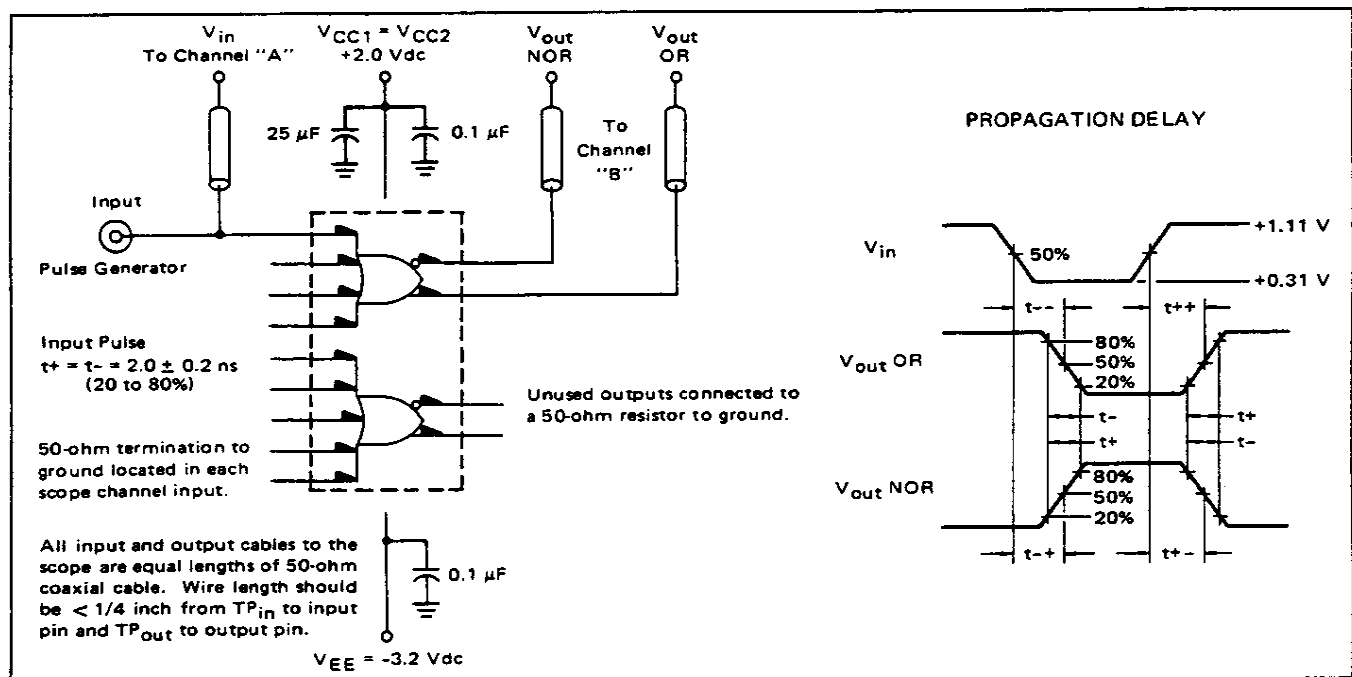 Vin
To Channel "A"
VCC1 = VCC2
+2.0 Vdc
Vout
NOR
Vout
OR
25 μF
0.1 μF
To
Channel
"B"
Input
Pulse Generator
Input Pulse
t+ = t- = 2.0 ± 0.2 ns
(20 to 80%)
Unused outputs connected to
a 50-ohm resistor to ground.
50-ohm termination to
ground located in each
scope channel input.
All input and output cables to the
scope are equal lengths of 50-ohm
coaxial cable. Wire length should
be < 1/4 inch from TPin to input
pin and TPout to output pin.
0.1 μF
VEE = -3.2 Vdc
PROPAGATION DELAY
Vin
50%
+1.11 V
+0.31 V
t--
t++
Vout OR
80%
50%
20%
t-
t+
t+
t-
Vout NOR
80%
50%
20%
t-+
t+-